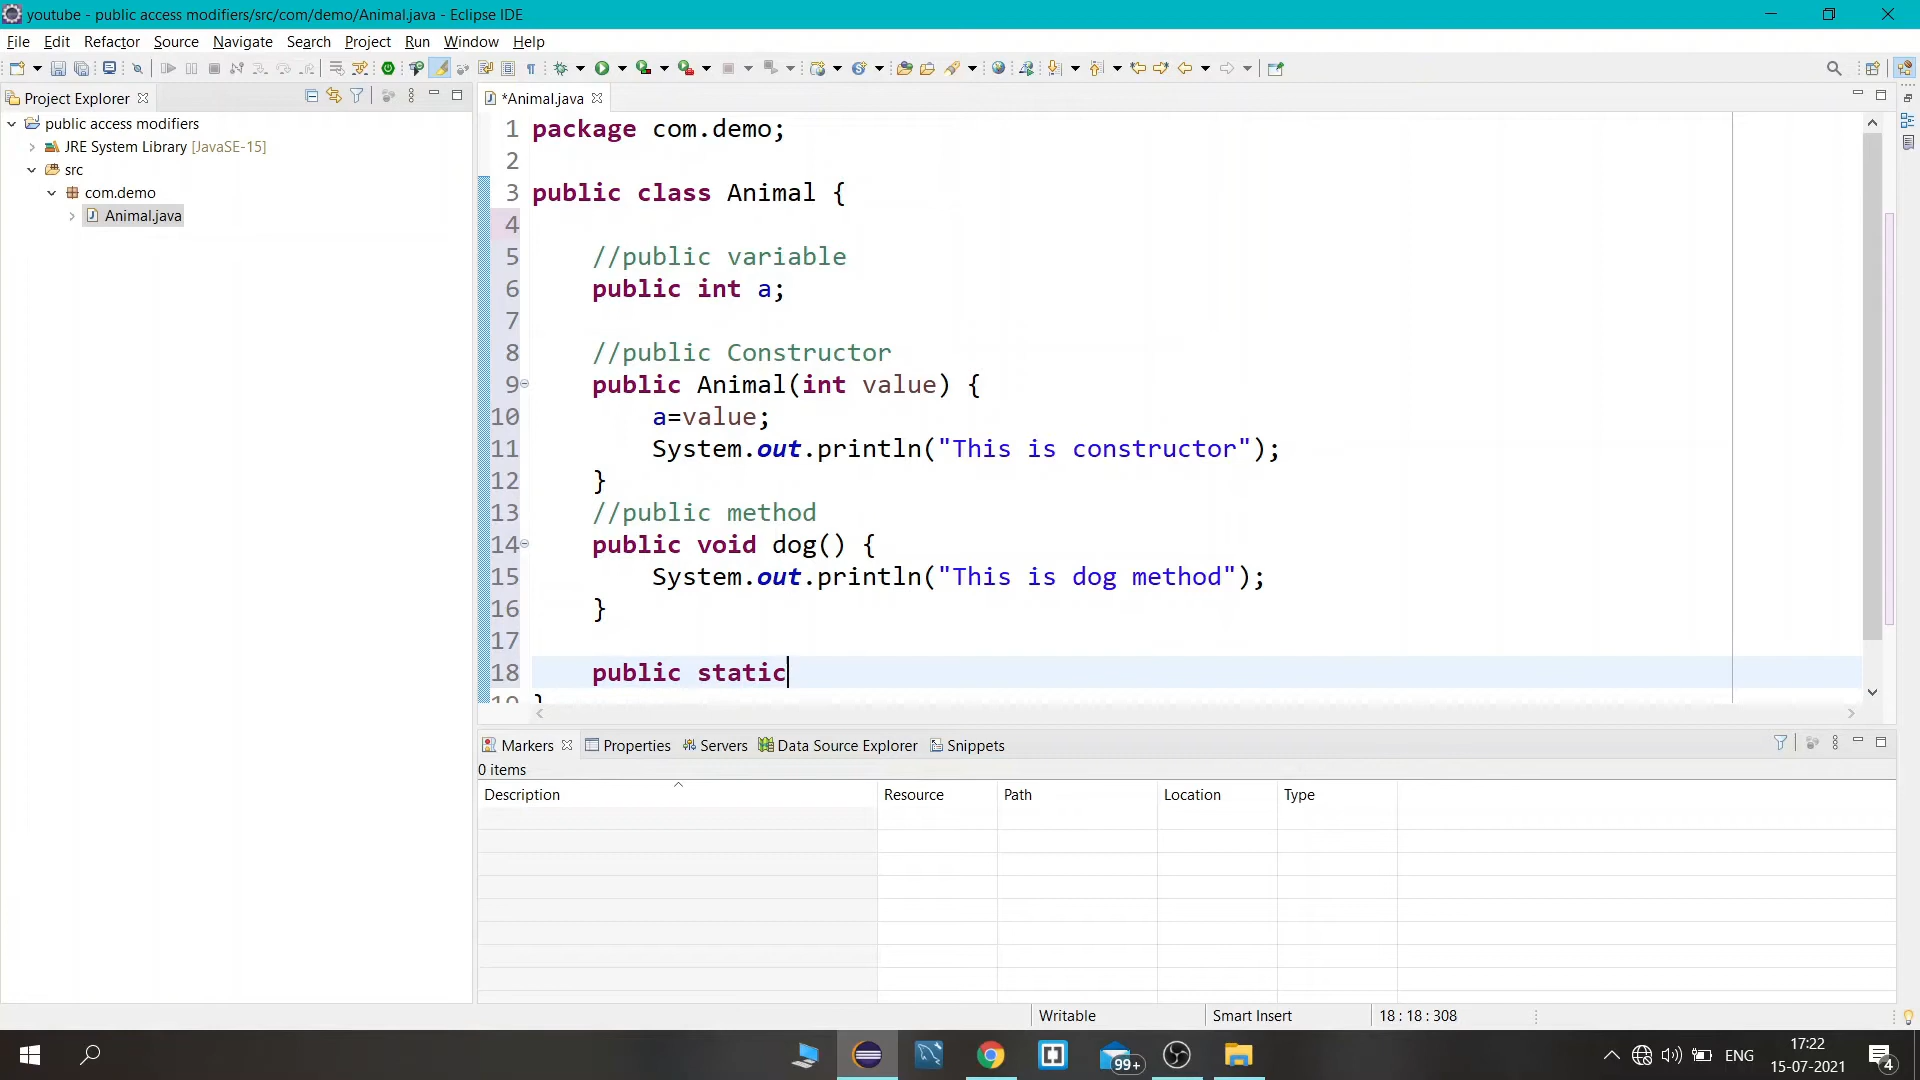 youtube - public access modifiers/src/com/demo/Animal.java - Eclipse IDE
File Edit Refactor Source Navigate Search Project Run Window Help
Project Explorer
*Animal.java
public access modifiers
JRE System Library [JavaSE-15]
src
com.demo
Animal.java
1 package com.demo;
2
3 public class Animal {
4
5 //public variable
6 public int a;
7
8 //public Constructor
9 public Animal(int value) {
10 a=value;
11 System.out.println("This is constructor");
12 }
13 //public method
14 public void dog() {
15 System.out.println("This is dog method");
16 }
17
18 public static
19 }
Markers Properties Servers Data Source Explorer Snippets
0 items
Description Resource Path Location Type
Writable Smart Insert 18 : 18 : 308
99+
ENG
17:22
15-07-2021
4